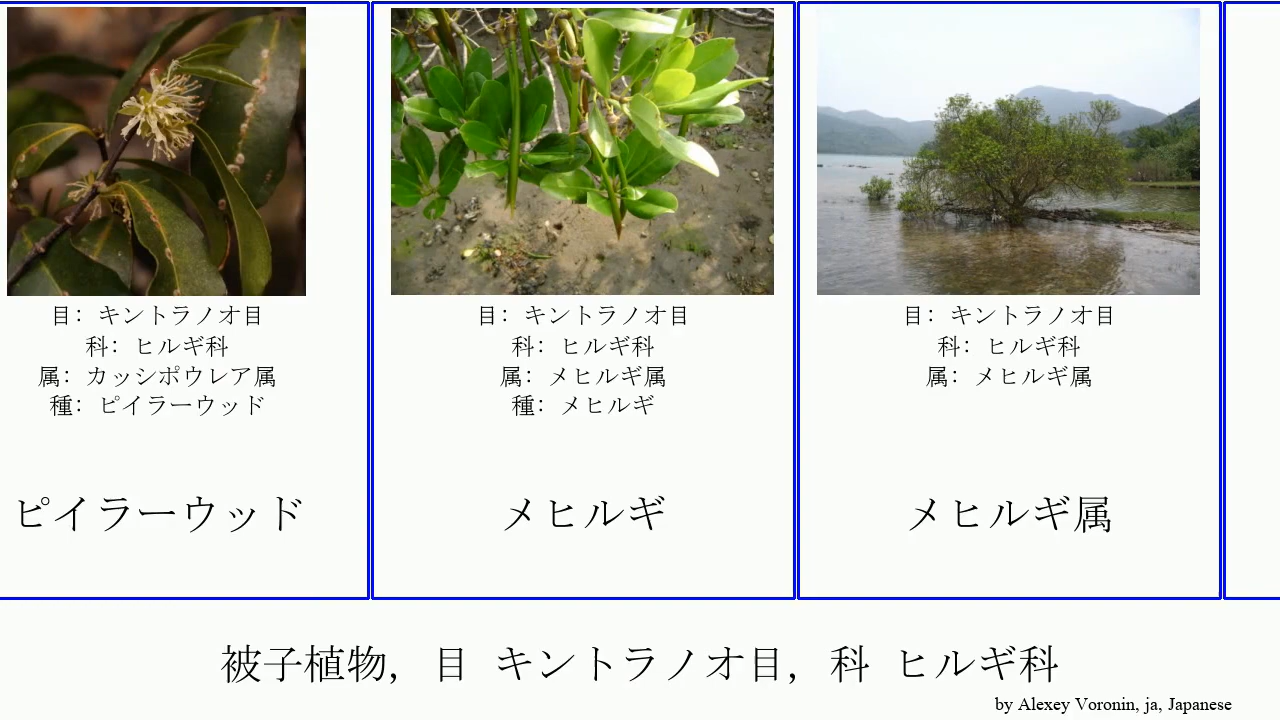 目: キントラノオ目
科: ヒルギ科
属: カッシポウレア属
種: ピイラーウッド
ピイラーウッド
目: キントラノオ目
科: ヒルギ科
属: メヒルギ属
種: メヒルギ
メヒルギ
目: キントラノオ目
科: ヒルギ科
属: メヒルギ属
メヒルギ属
被子植物, 目 キントラノオ目, 科 ヒルギ科
by Alexey Voronin, ja, Japanese